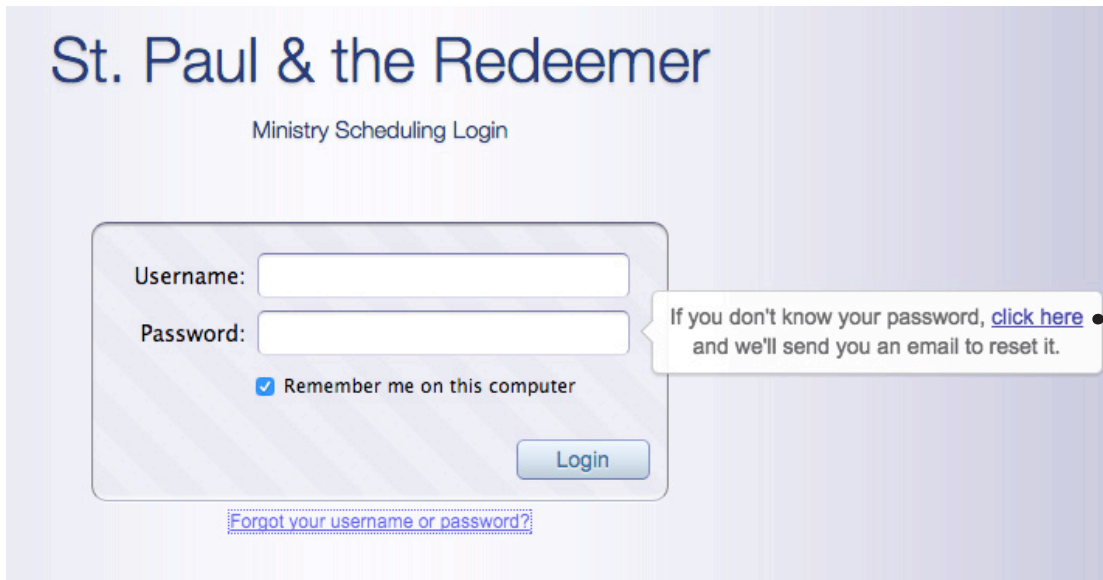 St. Paul & the Redeemer
Ministry Scheduling Login
Username:
Password:
If you don't know your password, click here
and we'll send you an email to reset it.
Remember me on this computer
Login
Forgot your username or password?